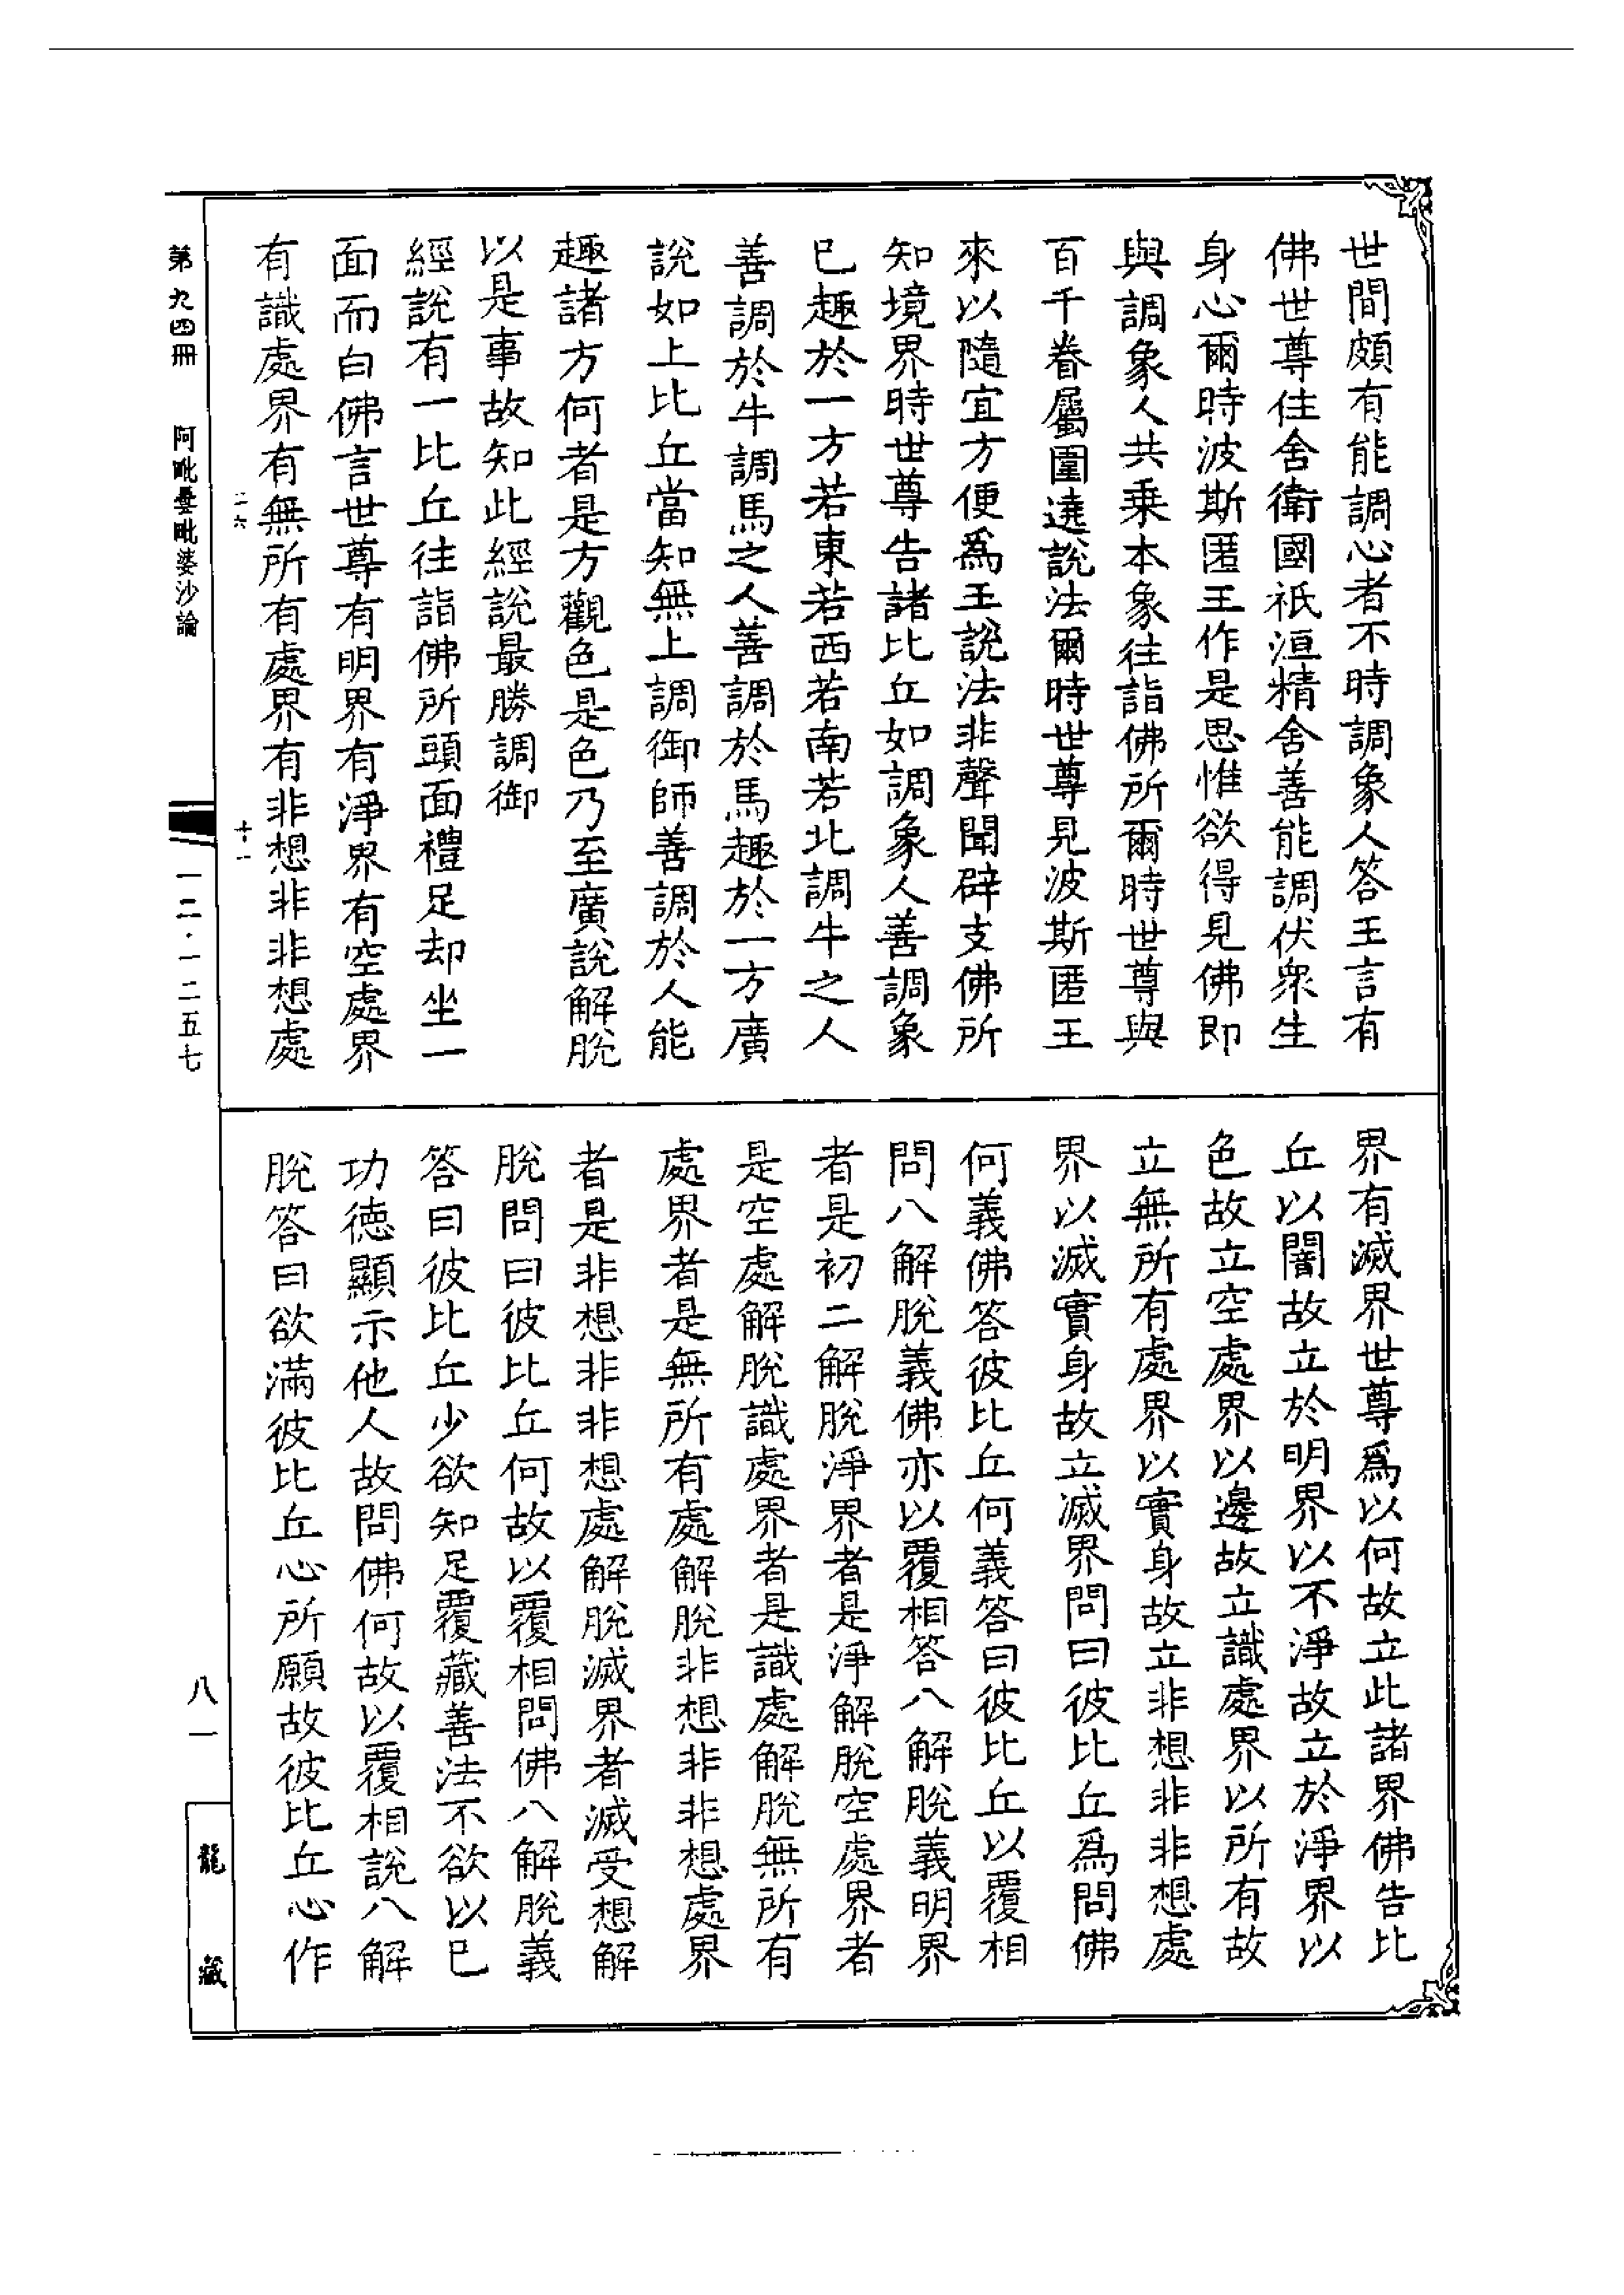 世間頗有能調心者不時調象人答王言有
佛世尊住舍衛國祇洹精舍善能調伏衆生
身心爾時波斯匿王作是思惟欲得見佛即
與調象人共乗本象往詣佛所爾時世尊與
百千眷屬圍遶說法爾時世尊見波斯匿王
來以隨宜方便爲王說法非聲聞辟支佛所
知境界時世尊告諸比丘如調象人善調象
已趣於一方若東若西若南若北調牛之人
善調於牛調馬之人善調於馬趣於一方廣
說如上比丘當知無上調御師善調於人能
趣諸方何者是方觀色是色乃至廣說解脫
以是事故知此經說最勝調御
經說有一比丘往詣佛所頭面禮足却坐一
面而白佛言世尊有明界有淨界有空處界
有識處界有無所有處界有非想非非想處
界有滅界世尊爲以何故立此諸界佛告比
丘以闇故立於明界以不淨故立於淨界以
色故立空處界以邊故立識處界以所有故
立無所有處界以實身故立非想非非想處
界以滅實身故立滅界問曰彼比丘爲問佛
何義佛答彼比丘何義答曰彼比丘以覆相
問八解脫義佛亦以覆相答八解脫義明界
者是初二解脫淨界者是淨解脫空處界者
是空處解脫識處界者是識處解脫無所有
處界者是無所有處解脫非想非非想處界
者是非想非非想處解脫滅界者滅受想解
脫問曰彼比丘何故以覆相問佛八解脫義
答曰彼比丘少欲知足覆藏善法不欲以已
功德顯示他人故問佛何故以覆相說八解
脫答曰欲滿彼比丘心所願故彼比丘心作
二六
十一
第九四冊
阿毗曇毗婆沙論
一二·一二五七
八一
龍藏